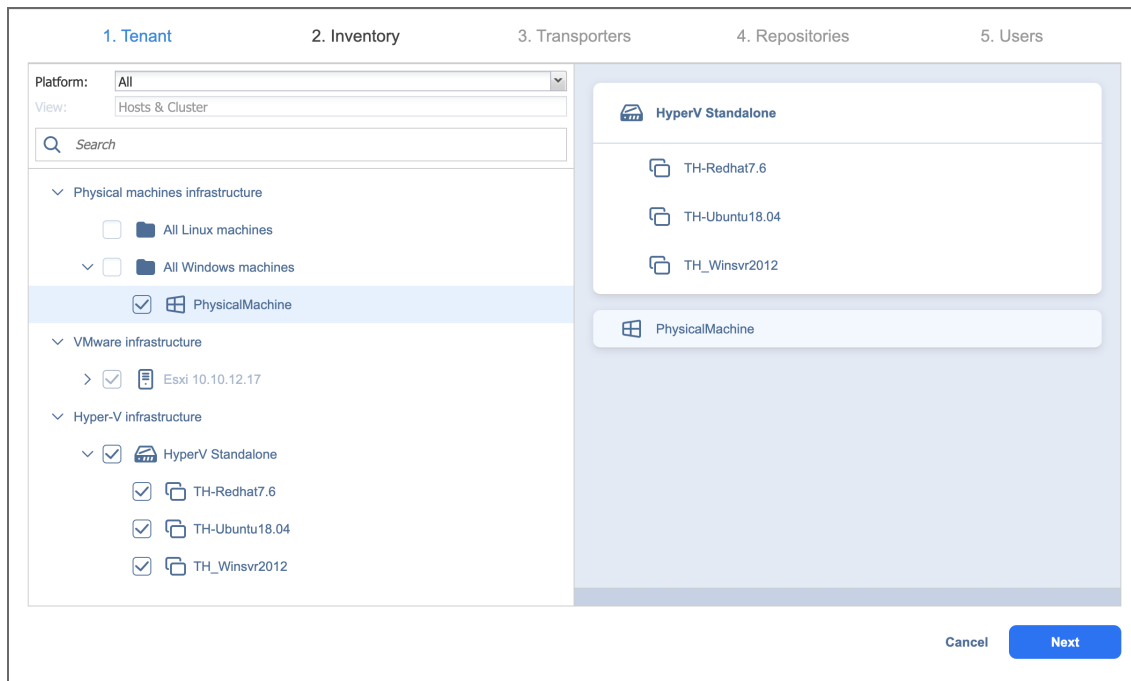 1. Tenant
2. Inventory
3. Transporters
4. Repositories
5. Users
Platform:
All
View:
Hosts & Cluster
Search
Physical machines infrastructure
All Linux machines
All Windows machines
PhysicalMachine
VMware infrastructure
Esxi 10.10.12.17
Hyper-V infrastructure
HyperV Standalone
TH-Redhat7.6
TH-Ubuntu18.04
TH_Winsvr2012
HyperV Standalone
TH-Redhat7.6
TH-Ubuntu18.04
TH_Winsvr2012
PhysicalMachine
Cancel
Next